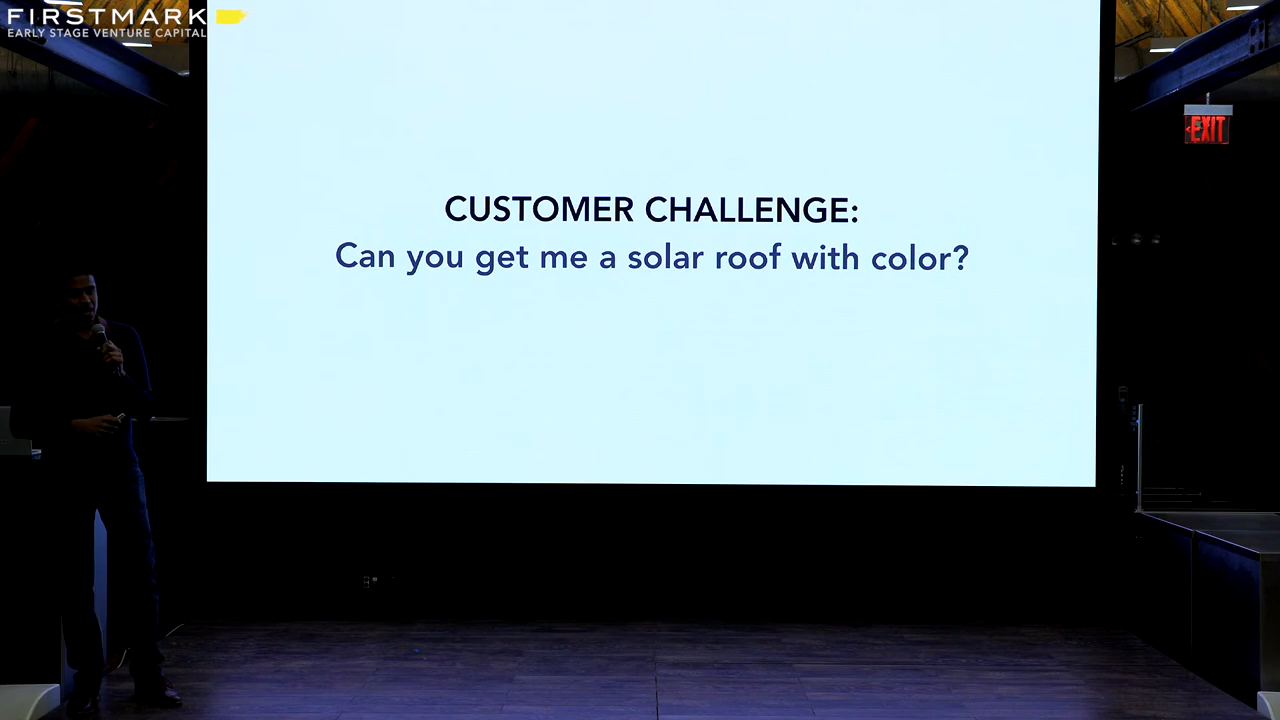 FIRSTMARK
EARLY STAGE VENTURE CAPITAL
EXIT
CUSTOMER CHALLENGE:
Can you get me a solar roof with color?